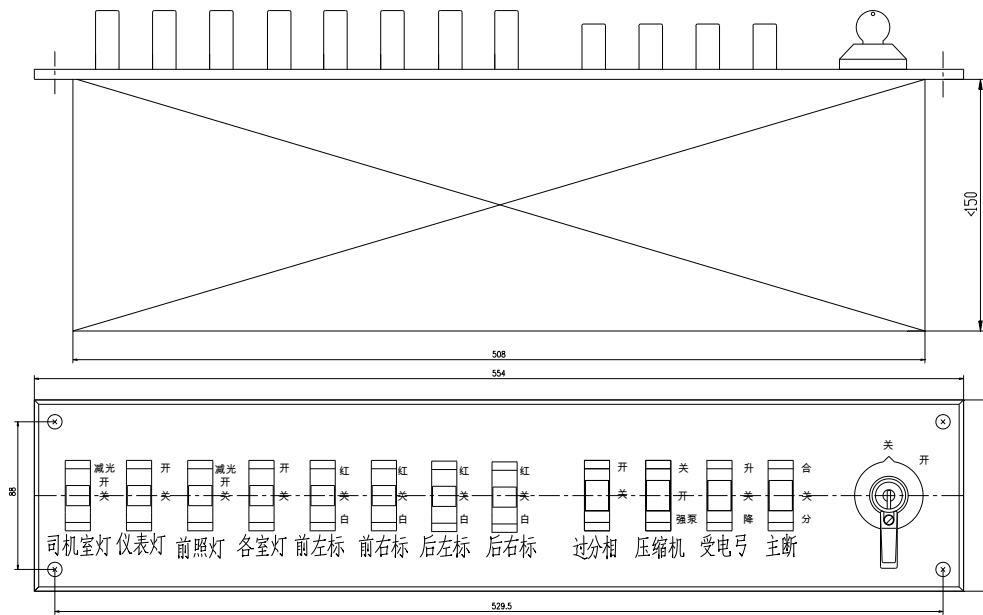 <150
508
554
减光 开 减光 开 红 红 红 红 开 关 升 合 关 开
开 开
关 关 关 关 关 关 关 关 关 开 关 关
白 白 白 白 强泵 降 分
88
司机室灯 仪表灯 前照灯 各室灯 前左标 前右标 后左标 后右标 过分相 压缩机 受电弓 主断
529.5